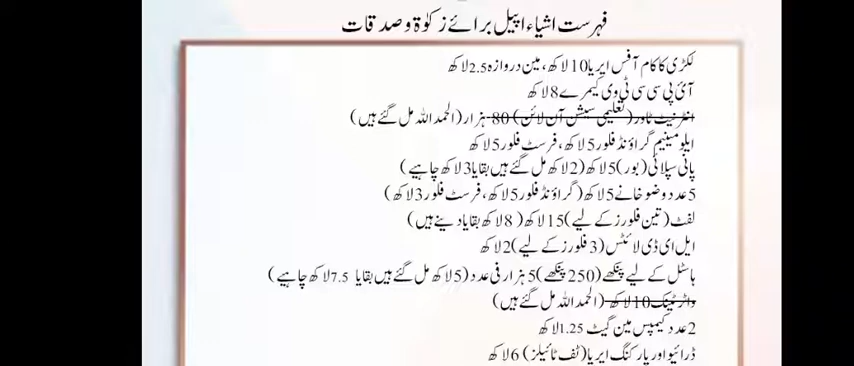 فہرست اشیاء اپیل برائے زکوٰۃ و صدقات
لکڑی کا کام آفس ایریا 10 لاکھ، مین دروازہ 2.5 لاکھ
آئی پی سی سی ٹی وی کیمرے 8 لاکھ
انٹرنیٹ ٹاور (تعلیمی سیشن آن لائن) 80 ہزار (الحمد اللہ مل گئے ہیں)
ایلومینیم گراؤنڈ فلور 5 لاکھ، فرسٹ فلور 5 لاکھ
پانی سپلائی (بور) 5 لاکھ (2 لاکھ مل گئے ہیں بقایا 3 لاکھ چاہیے)
5 عدد وضو خانے 5 لاکھ (گراؤنڈ فلور 5 لاکھ، فرسٹ فلور 3 لاکھ)
لفٹ (تین فلورز کے لیے) 15 لاکھ (8 لاکھ بقایا دینے ہیں)
ایل ای ڈی لائٹس (3 فلورز کے لیے) 2 لاکھ
ہاسٹل کے لیے پنکھے (250 پنکھے) 5 ہزار فی عدد (5 لاکھ مل گئے ہیں بقایا 7.5 لاکھ چاہیے)
واٹر ٹینک 10 لاکھ (الحمد اللہ مل گئے ہیں)
2 عدد کیمپس مین گیٹ 1.25 لاکھ
ڈرائیو اور پارکنگ ایریا (ٹف ٹائیلز) 6 لاکھ